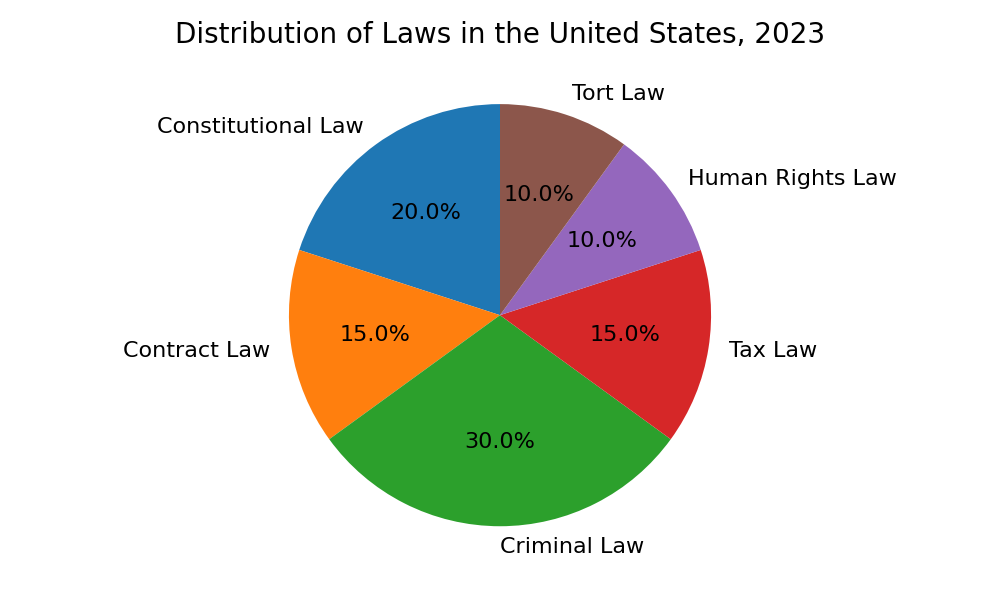 Distribution of Laws in the United States, 2023
Tort Law
Constitutional Law
Human Rights Law
10.0%
20.0%
10.0%
15.0%
15.0%
Contract Law
Tax Law
30.0%
Criminal Law